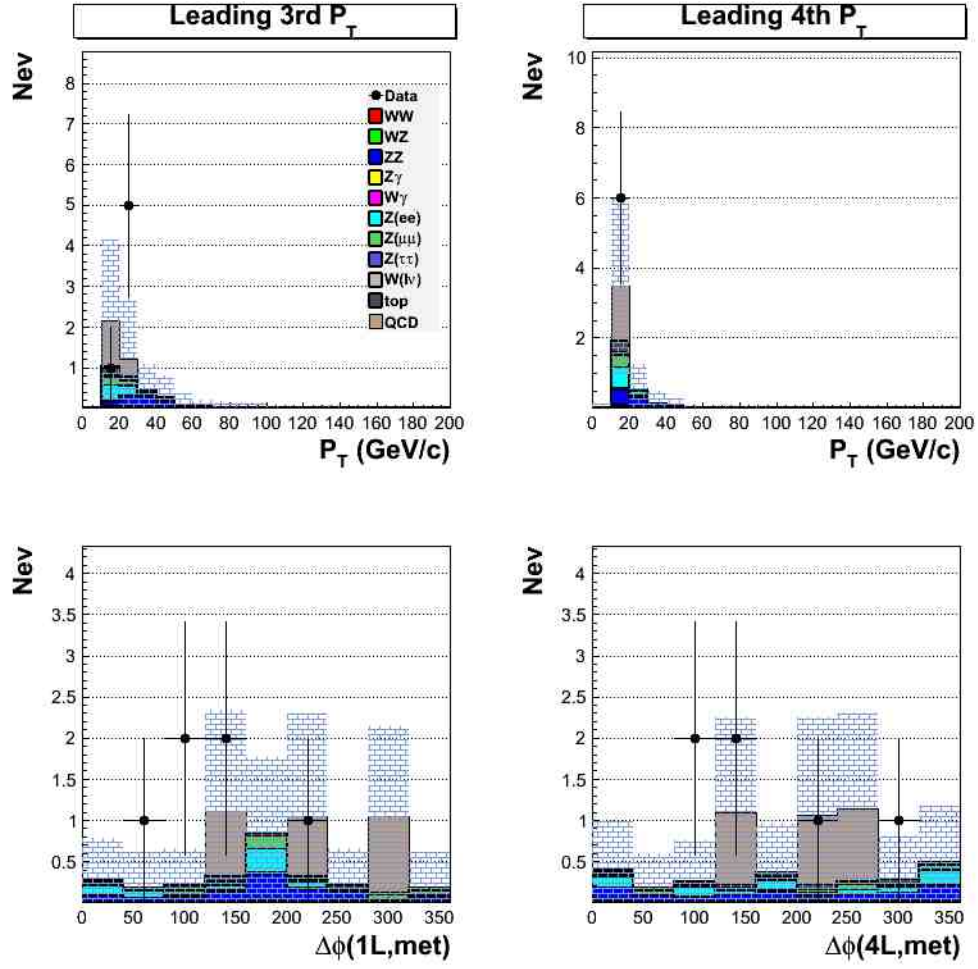 Leading 3rd P_T
Nev
8
7
6
5
4
3
2
1
0 20 40 60 80 100 120 140 160 180 200
P_T (GeV/c)
Data
WW
WZ
ZZ
Zγ
Wγ
Z(ee)
Z(μμ)
Z(ττ)
W(lν)
top
QCD
Leading 4th P_T
Nev
10
8
6
4
2
0 20 40 60 80 100 120 140 160 180 200
P_T (GeV/c)
Nev
4
3.5
3
2.5
2
1.5
1
0.5
0 50 100 150 200 250 300 350
Δϕ(1L,met)
Nev
4
3.5
3
2.5
2
1.5
1
0.5
0 50 100 150 200 250 300 350
Δϕ(4L,met)